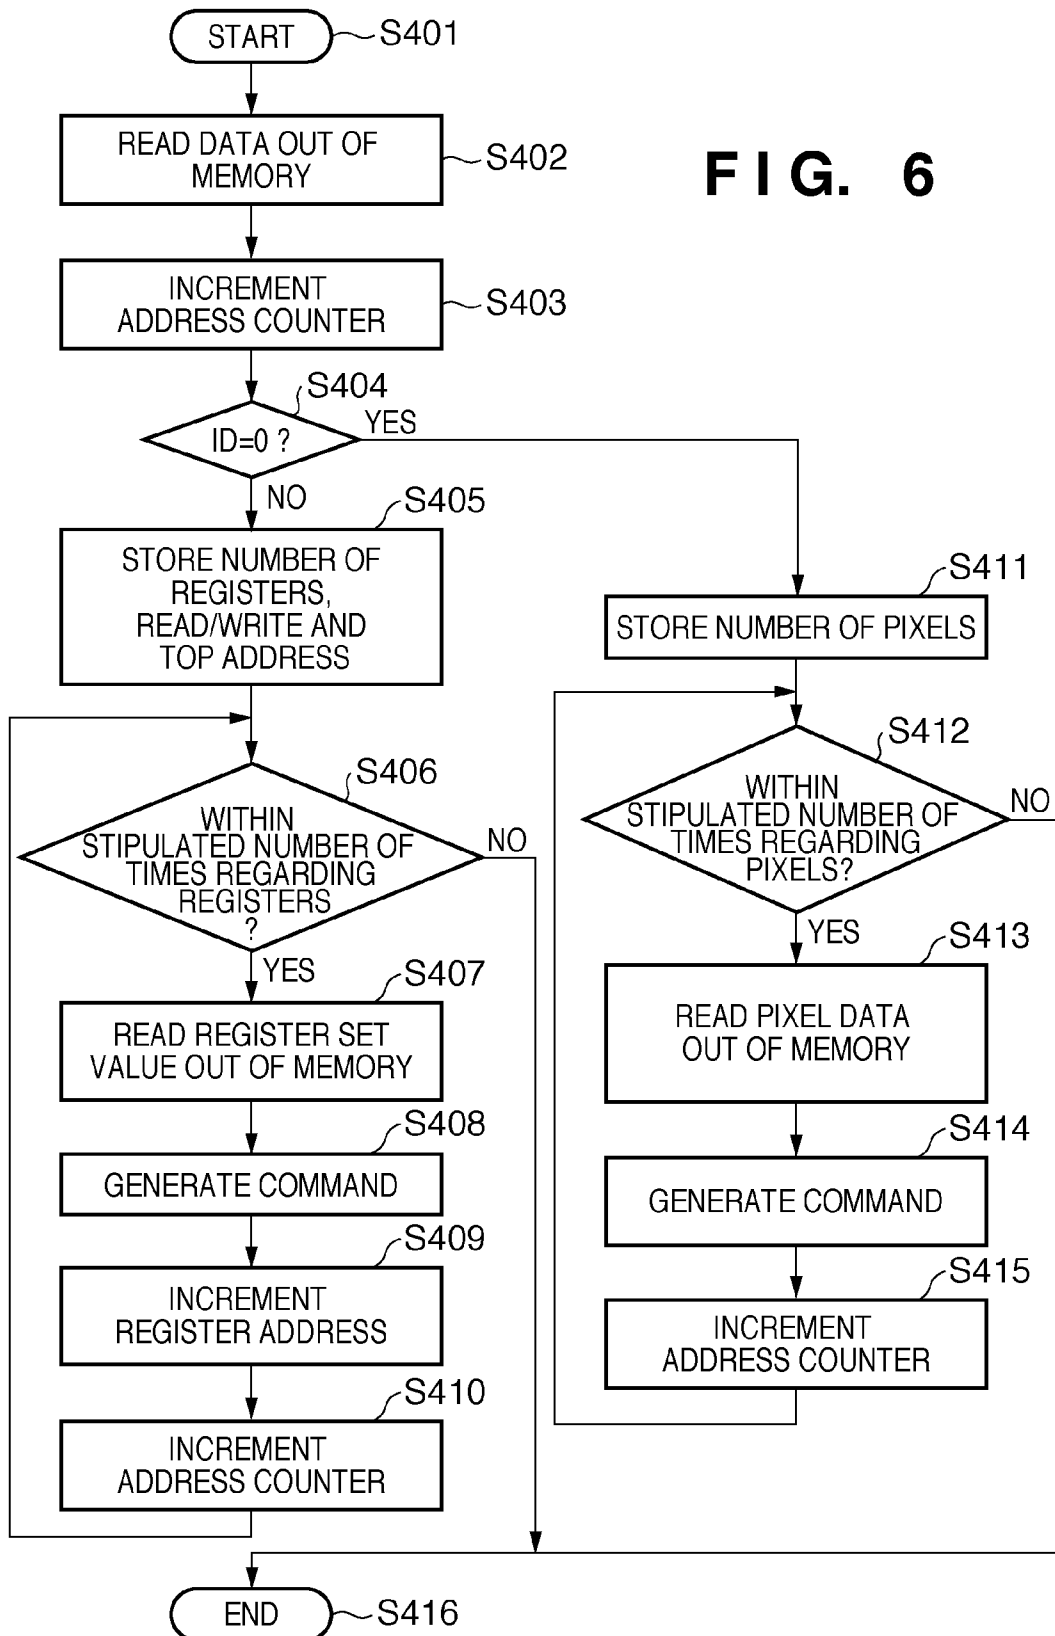 START
S401
READ DATA OUT OF
MEMORY
S402
FIG. 6
INCREMENT
ADDRESS COUNTER
S403
S404
ID=0 ?
YES
NO
S405
STORE NUMBER OF
REGISTERS,
READ/WRITE AND
TOP ADDRESS
S406
WITHIN
STIPULATED NUMBER OF
TIMES REGARDING
REGISTERS
?
NO
YES
S407
READ REGISTER SET
VALUE OUT OF MEMORY
S408
GENERATE COMMAND
S409
INCREMENT
REGISTER ADDRESS
S410
INCREMENT
ADDRESS COUNTER
S411
STORE NUMBER OF PIXELS
S412
WITHIN
STIPULATED NUMBER OF
TIMES REGARDING
PIXELS?
NO
YES
S413
READ PIXEL DATA
OUT OF MEMORY
S414
GENERATE COMMAND
S415
INCREMENT
ADDRESS COUNTER
END
S416